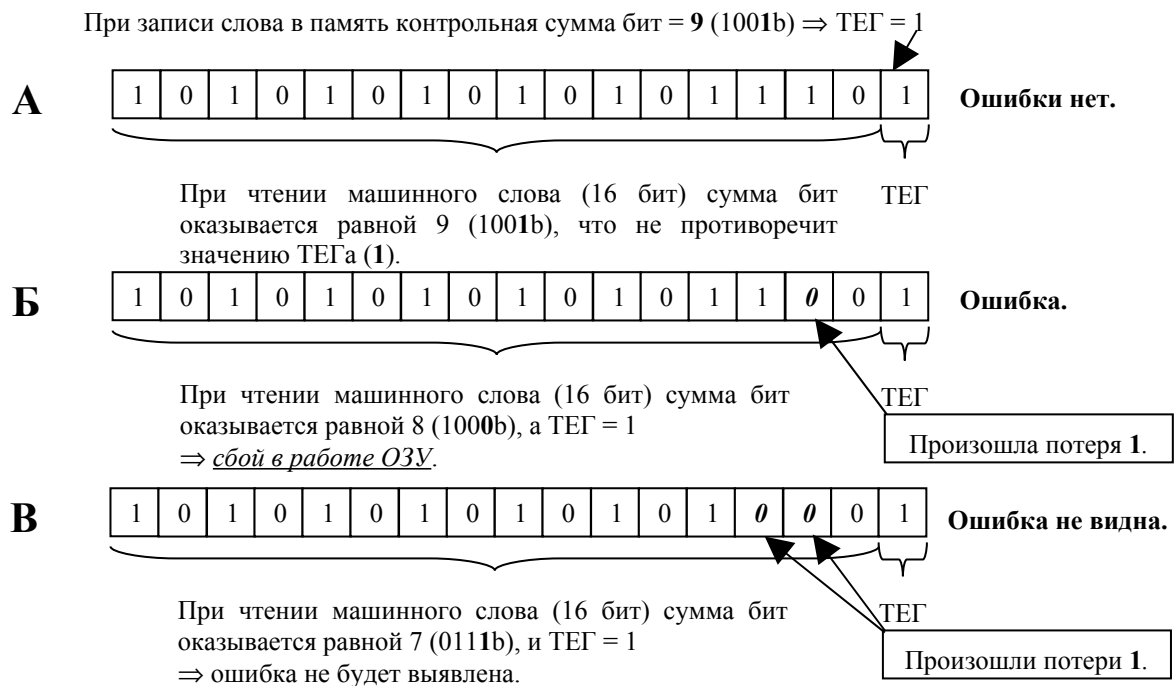 При записи слова в память контрольная сумма бит = 9 (1001b) ⇒ ТЕГ = 1
А
1 0 1 0 1 0 1 0 1 0 1 0 1 1 1 0 1
Ошибки нет.
При чтении машинного слова (16 бит) сумма бит
оказывается равной 9 (1001b), что не противоречит
значению ТЕГа (1).
ТЕГ
Б
1 0 1 0 1 0 1 0 1 0 1 0 1 1 0 0 1
Ошибка.
При чтении машинного слова (16 бит) сумма бит
оказывается равной 8 (1000b), а ТЕГ = 1
⇒ сбой в работе ОЗУ.
ТЕГ
Произошла потеря 1.
В
1 0 1 0 1 0 1 0 1 0 1 0 1 0 0 0 1
Ошибка не видна.
При чтении машинного слова (16 бит) сумма бит
оказывается равной 7 (0111b), и ТЕГ = 1
⇒ ошибка не будет выявлена.
ТЕГ
Произошли потери 1.